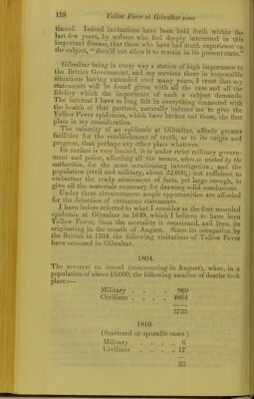 158 Yellow Fever at Gibraltar since
tinued. Indeed invitations have been held forth within the
last few years, by writers who feel deeply interested in this
important disease, that those who have had much experience on
the subject, "should not allow it to remain in its present state."
Gibraltar being in every way a station of high importance to
the British Government, and my services there in responsible
situations having extended over many years, I trust that my
statements will be found given with all the care and all the
fidelity which the importance of such a subject demands.
The interest I have so long felt in everything connected with
the health of that garrison, naturally induces me to give the
Yellow Fever epidemics, which have broken out there, the first
place in my consideration.
The calamity of an epidemic at Gibraltar affords greater
facilities for the establishment of truth, as to its origin and
progress, than perhaps any other place whatever.
Its surface is very limited. It is under strict military govern-
ment and police, affording all the means, when so wished by the
authorities, for the most scrutinising investigation; and the
population (civil and military, about 22,000,) not sufficient to
embarrass the ready attainment of facts, yet large enough, to
give all the materials necessary for drawing solid conclusions.
Under these circumstances ample opportunities are afforded
for the detection of erroneous statements.
I have before referred to what I consider as the first recorded
epidemic at Gibraltar in 1649, which I believe to have been
Yellow Fever, from the mortality it occasioned, and from its
originating in the month of August. Since its occupation by
the British in 1704, the following visitations of Yellow Fever
have occurred in Gibraltar.
1804.
The severest on record (commencing in August), when, in a
population of about 15,000, the following number of deaths took
place:—
Military . . . . 869
Civilians . . . . 4864
5733
1810.
(Scattered or sporadic cases.)
Military . . . . 6
Civilians . . . . 17
23